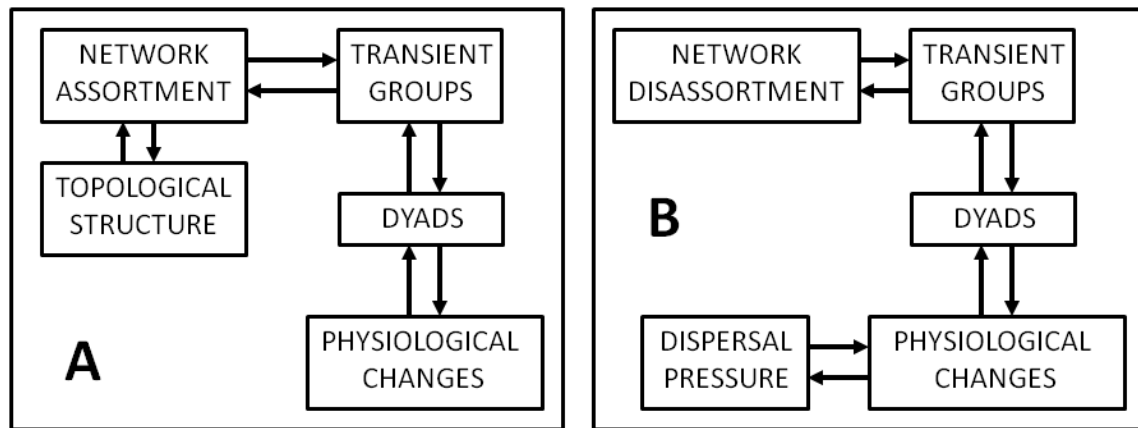 NETWORK
ASSORTMENT
TRANSIENT
GROUPS
TOPOLOGICAL
STRUCTURE
DYADS
PHYSIOLOGICAL
CHANGES
A
NETWORK
DISASSORTMENT
TRANSIENT
GROUPS
DYADS
B
DISPERSAL
PRESSURE
PHYSIOLOGICAL
CHANGES